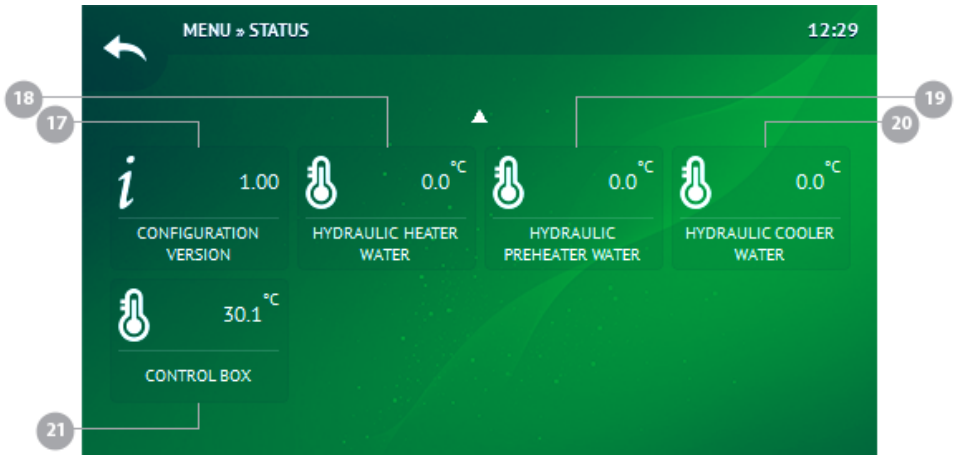 MENU » STATUS
12:29
18
19
17
20
i
1.00
0.0 °C
0.0 °C
0.0 °C
CONFIGURATION
VERSION
HYDRAULIC HEATER
WATER
HYDRAULIC
PREHEATER WATER
HYDRAULIC COOLER
WATER
30.1 °C
CONTROL BOX
21